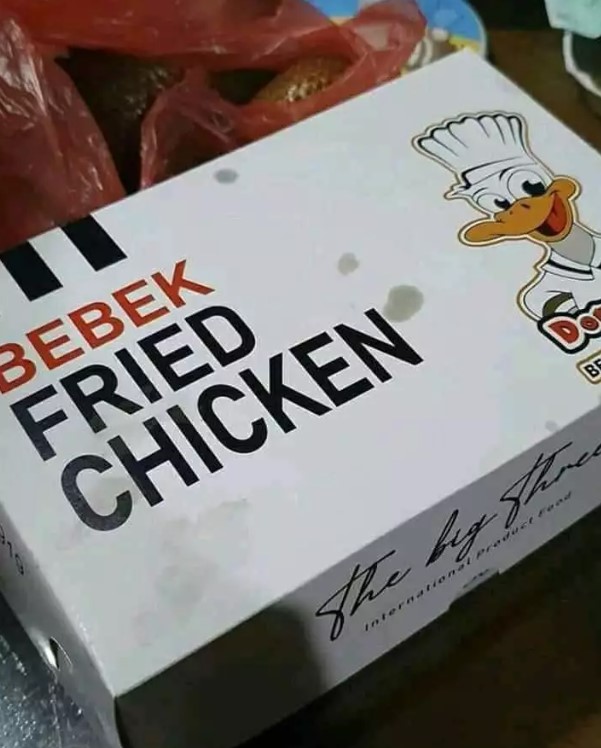 BEBEK
FRIED
CHICKEN
The big Three
International Product Food